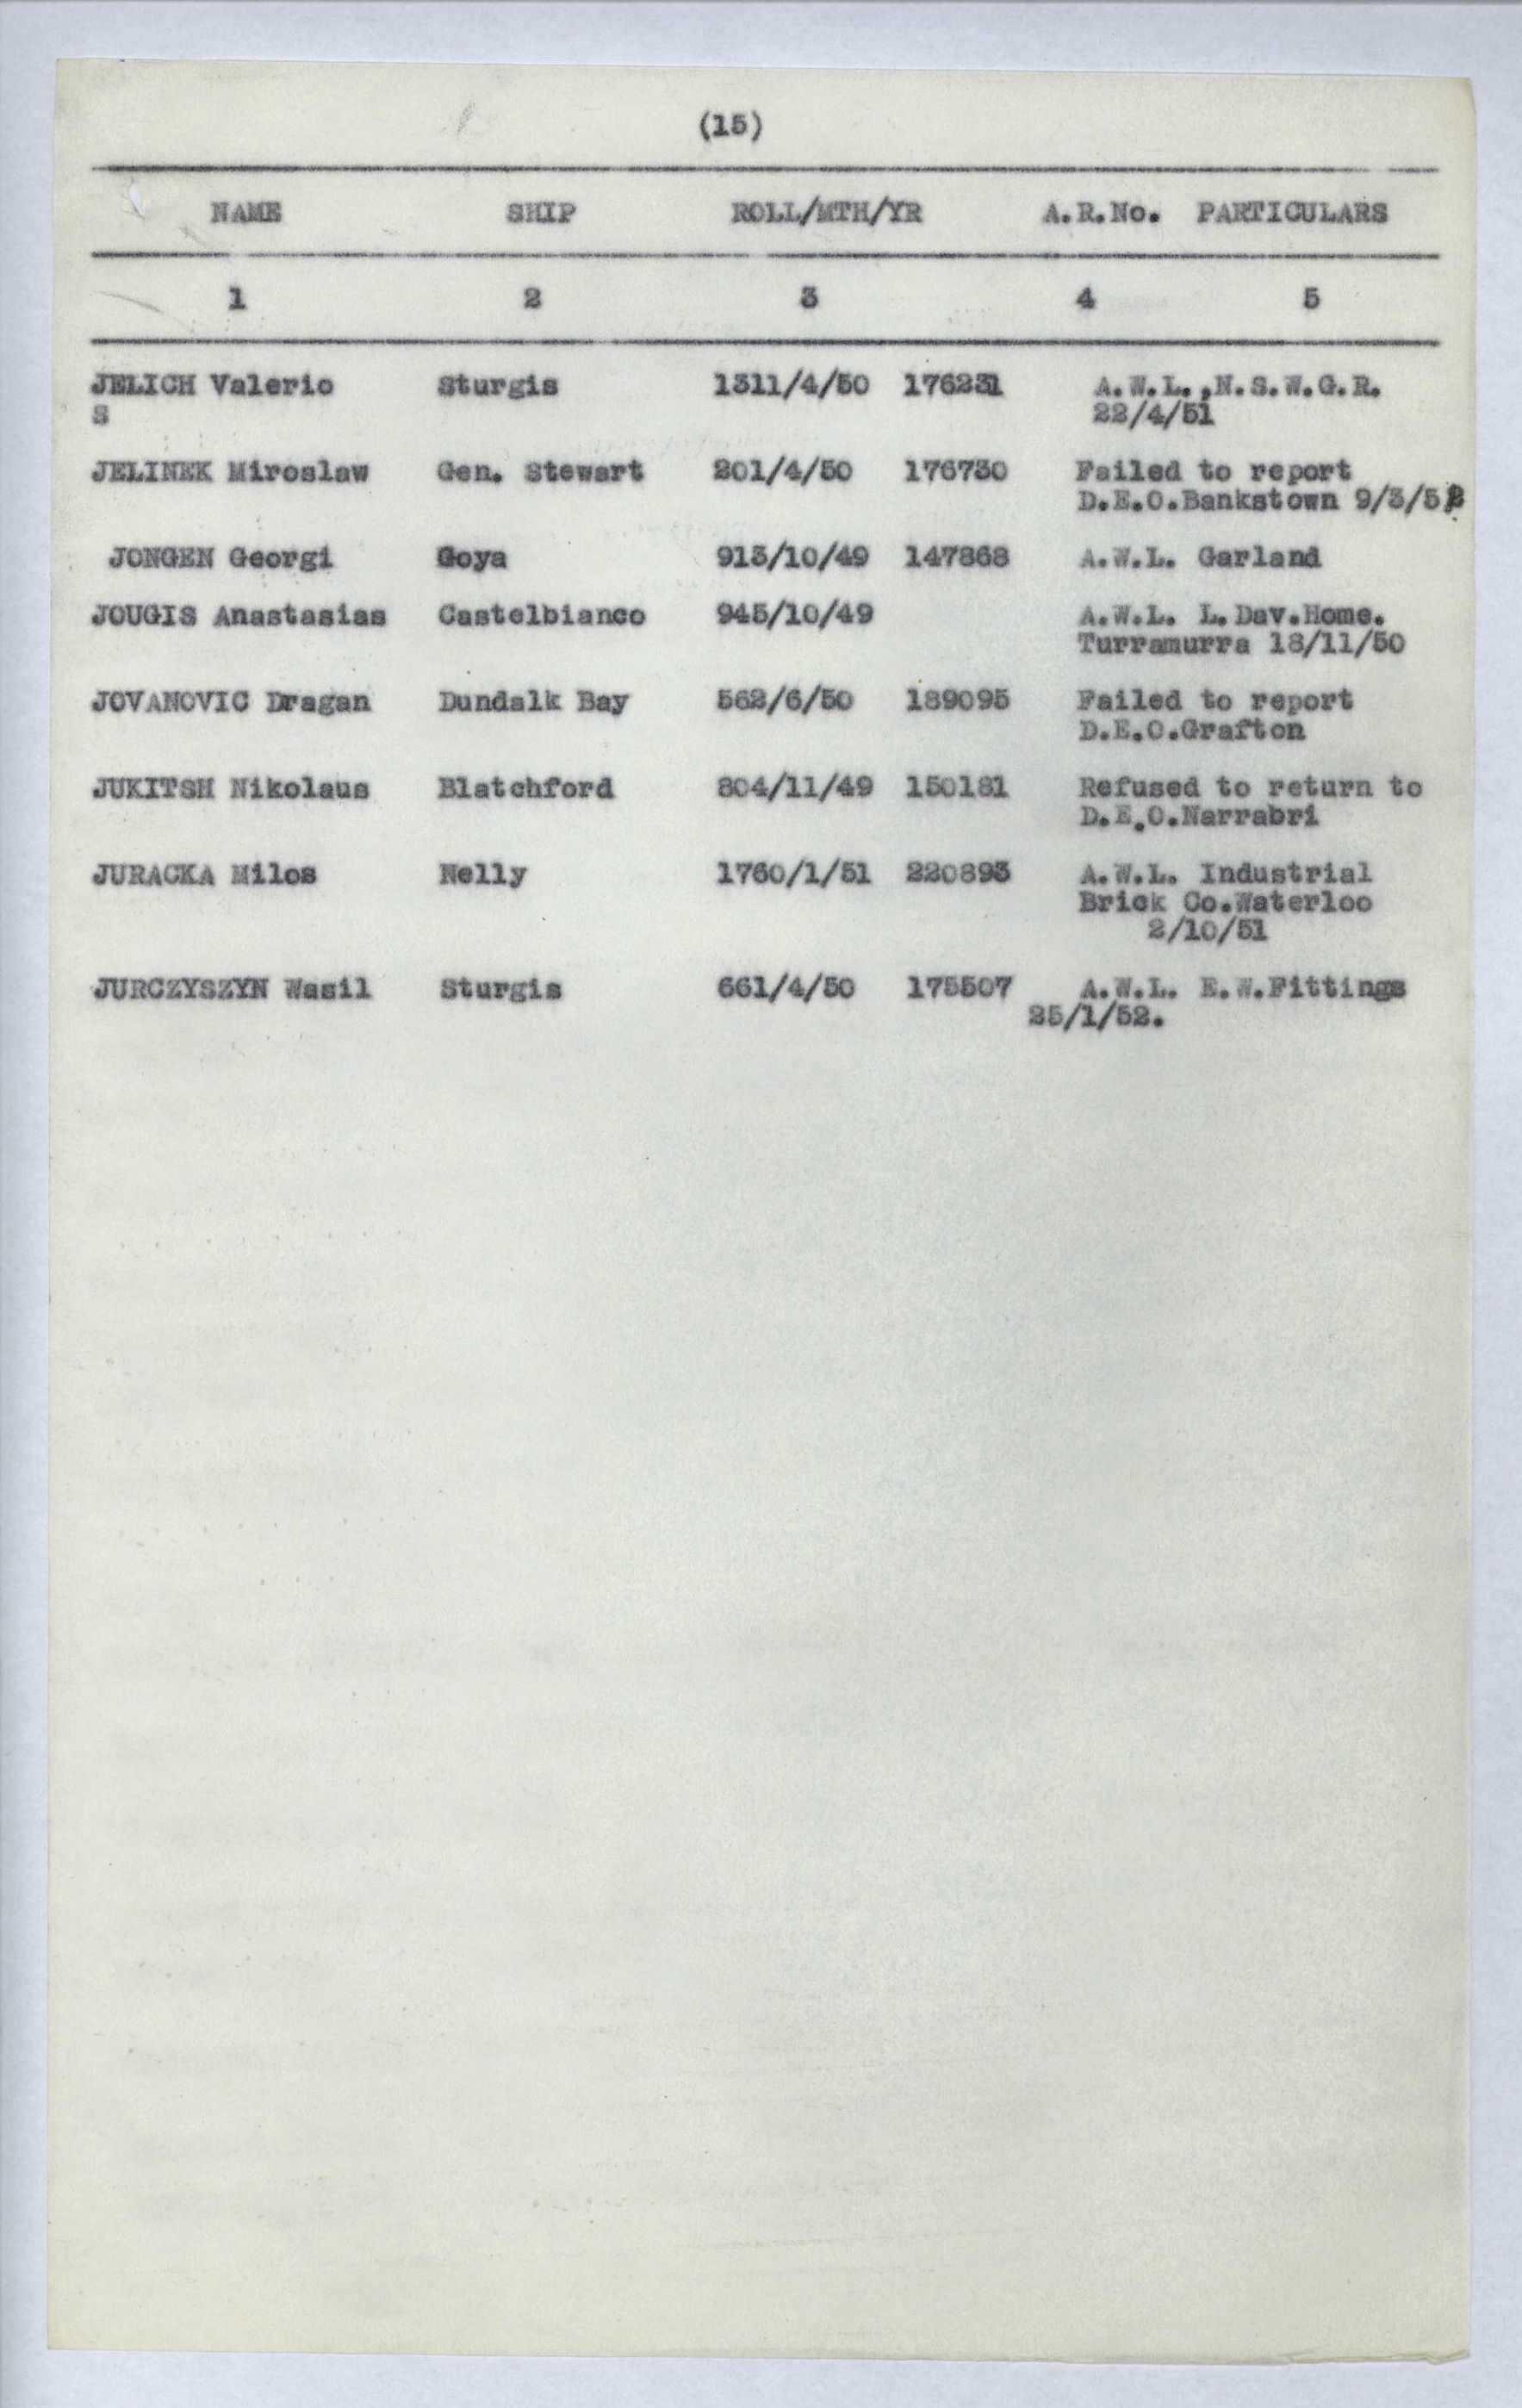 (15)
NAME SHIP ROLL/MTH/YR A.R.No. PARTICULARS
1 2 3 4 5
JELICH Valerio Sturgis 1311/4/50 176231 A.W.L.,N.S.W.G.R.
S 22/4/51
JELINEK Miroslaw Gen. Stewart 201/4/50 176730 Failed to report
D.E.O.Bankstown 9/3/52
JONGEN Georgi Goya 913/10/49 147868 A.W.L. Garland
JOUGIS Anastasias Castelbianco 945/10/49 A.W.L. L.Dav.Home.
Turramurra 18/11/50
JOVANOVIC Dragan Dundalk Bay 562/6/50 189095 Failed to report
D.E.O.Grafton
JUKITSH Nikolaus Blatchford 804/11/49 150181 Refused to return to
D.E.O.Narrabri
JURACKA Milos Nelly 1760/1/51 220893 A.W.L. Industrial
Brick Co.Waterloo
2/10/51
JURCZYSZYN Wasil Sturgis 661/4/50 175507 A.W.L. E.W.Fittings
25/1/52.